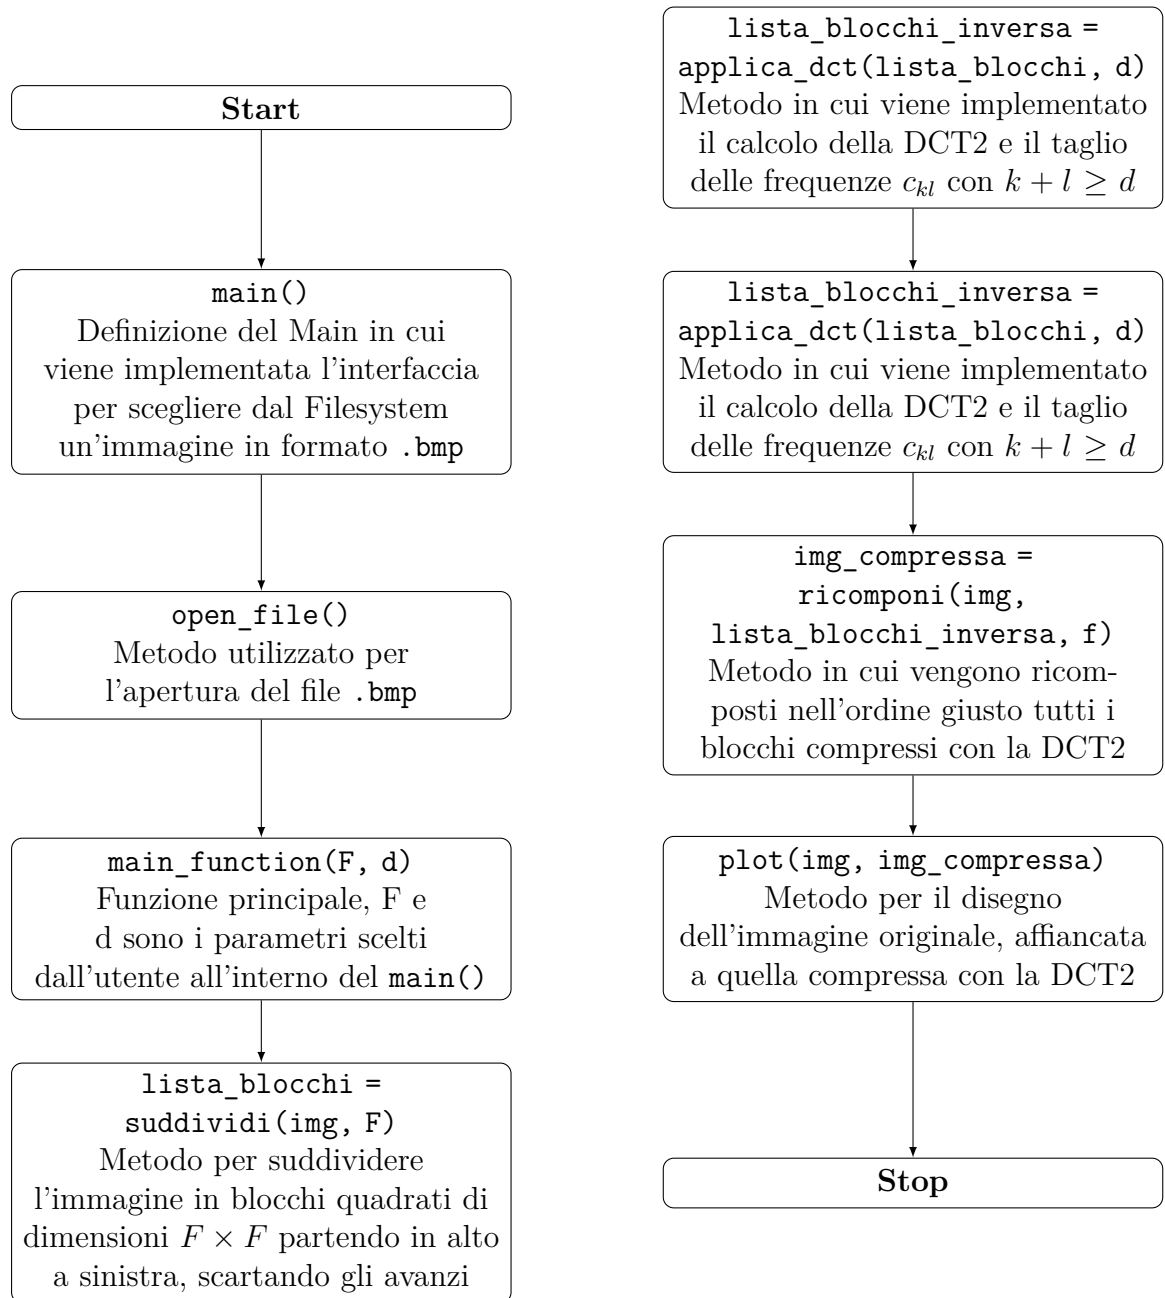 Start
main()
Definizione del Main in cui
viene implementata l'interfaccia
per scegliere dal Filesystem
un'immagine in formato .bmp
open_file()
Metodo utilizzato per
l'apertura del file .bmp
main_function(F, d)
Funzione principale, F e
d sono i parametri scelti
dall'utente all'interno del main()
lista_blocchi =
suddividi(img, F)
Metodo per suddividere
l'immagine in blocchi quadrati di
dimensioni F × F partendo in alto
a sinistra, scartando gli avanzi
lista_blocchi_inversa =
applica_dct(lista_blocchi, d)
Metodo in cui viene implementato
il calcolo della DCT2 e il taglio
delle frequenze c_{kl} con k + l ≥ d
lista_blocchi_inversa =
applica_dct(lista_blocchi, d)
Metodo in cui viene implementato
il calcolo della DCT2 e il taglio
delle frequenze c_{kl} con k + l ≥ d
img_compressa =
ricomponi(img,
lista_blocchi_inversa, f)
Metodo in cui vengono ricom-
posti nell'ordine giusto tutti i
blocchi compressi con la DCT2
plot(img, img_compressa)
Metodo per il disegno
dell'immagine originale, affiancata
a quella compressa con la DCT2
Stop